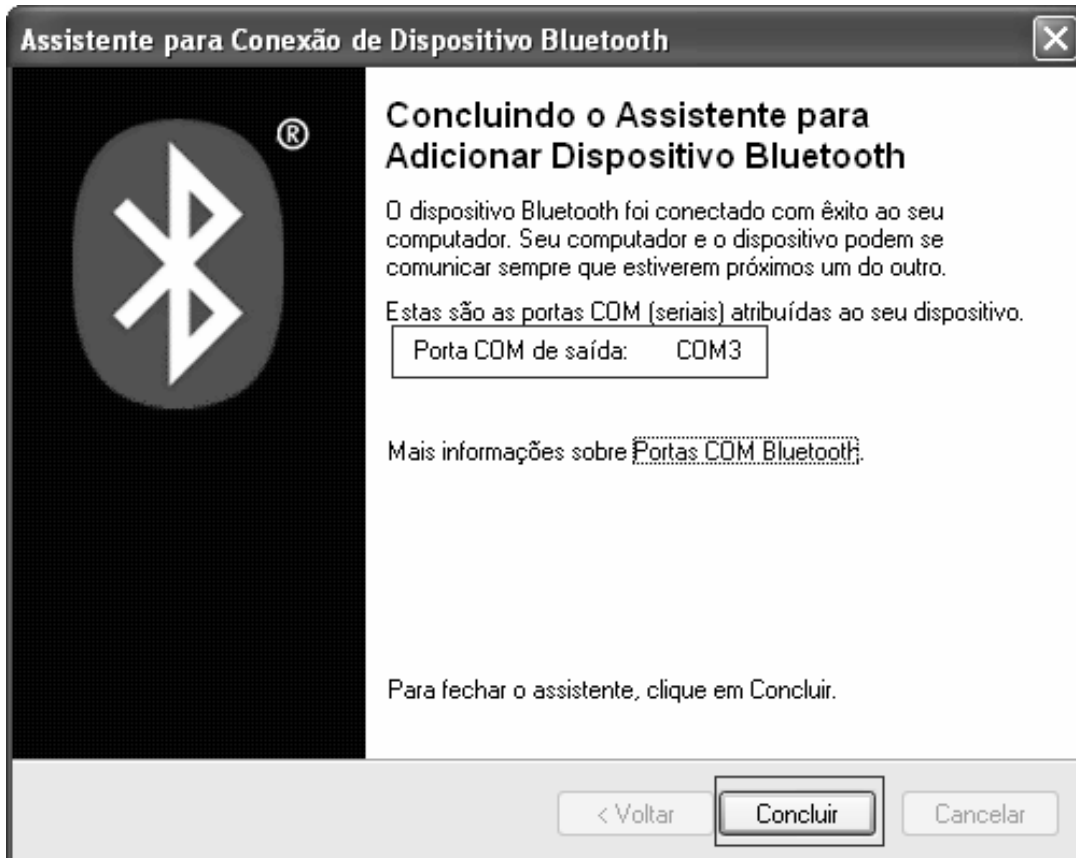 Assistente para Conexão de Dispositivo Bluetooth
®
Concluindo o Assistente para
Adicionar Dispositivo Bluetooth
O dispositivo Bluetooth foi conectado com êxito ao seu
computador. Seu computador e o dispositivo podem se
comunicar sempre que estiverem próximos um do outro.
Estas são as portas COM (seriais) atribuídas ao seu dispositivo.
Porta COM de saída: COM3
Mais informações sobre Portas COM Bluetooth.
Para fechar o assistente, clique em Concluir.
< Voltar Concluir Cancelar